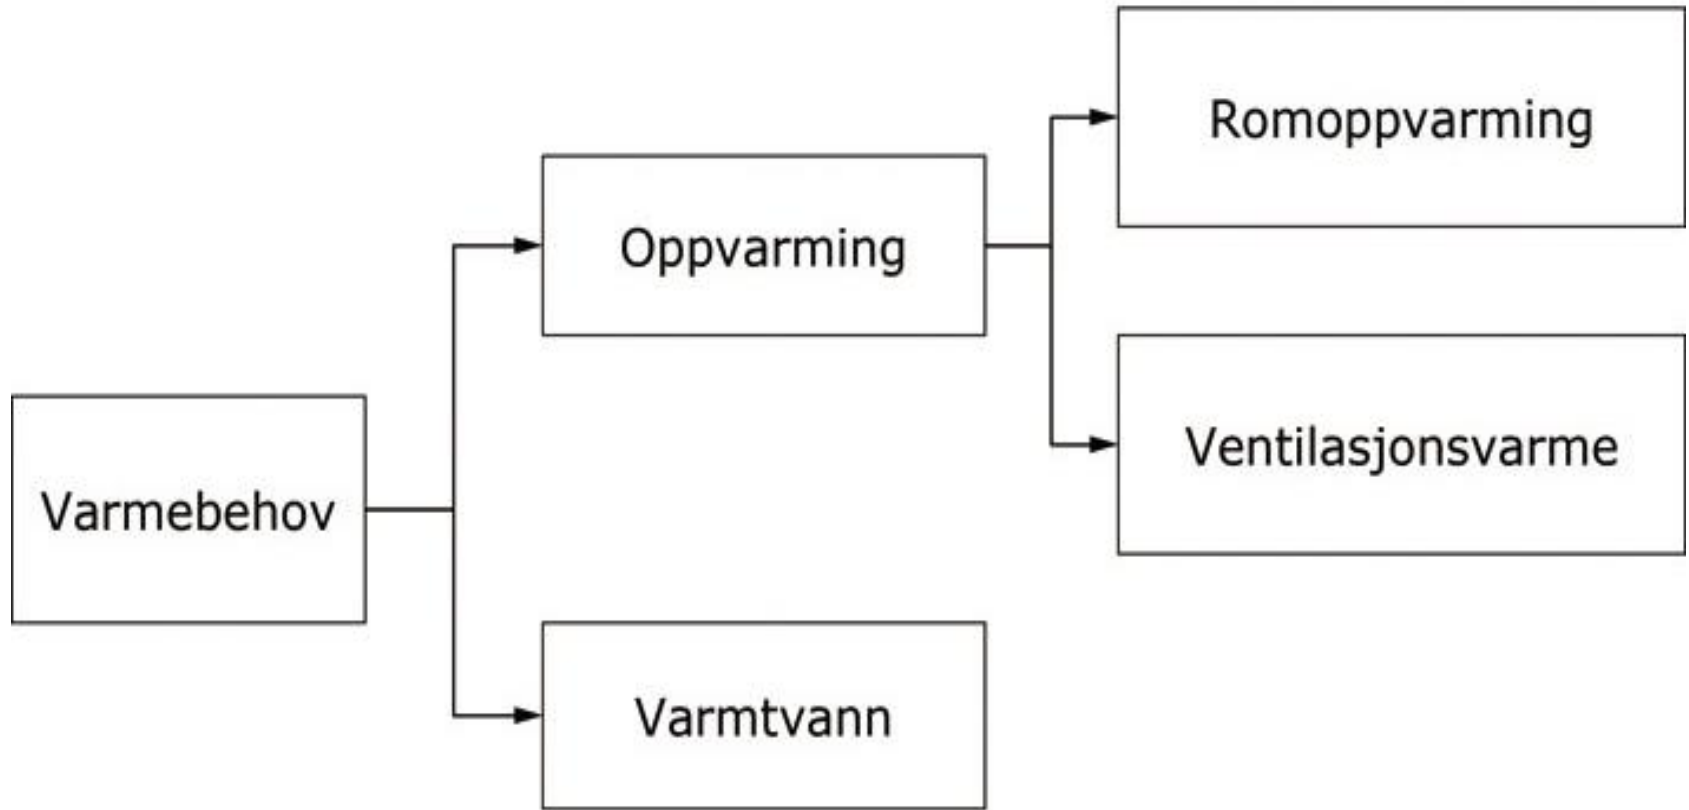 Romoppvarming
Oppvarming
Ventilasjonsvarme
Varmebehov
Varmtvann